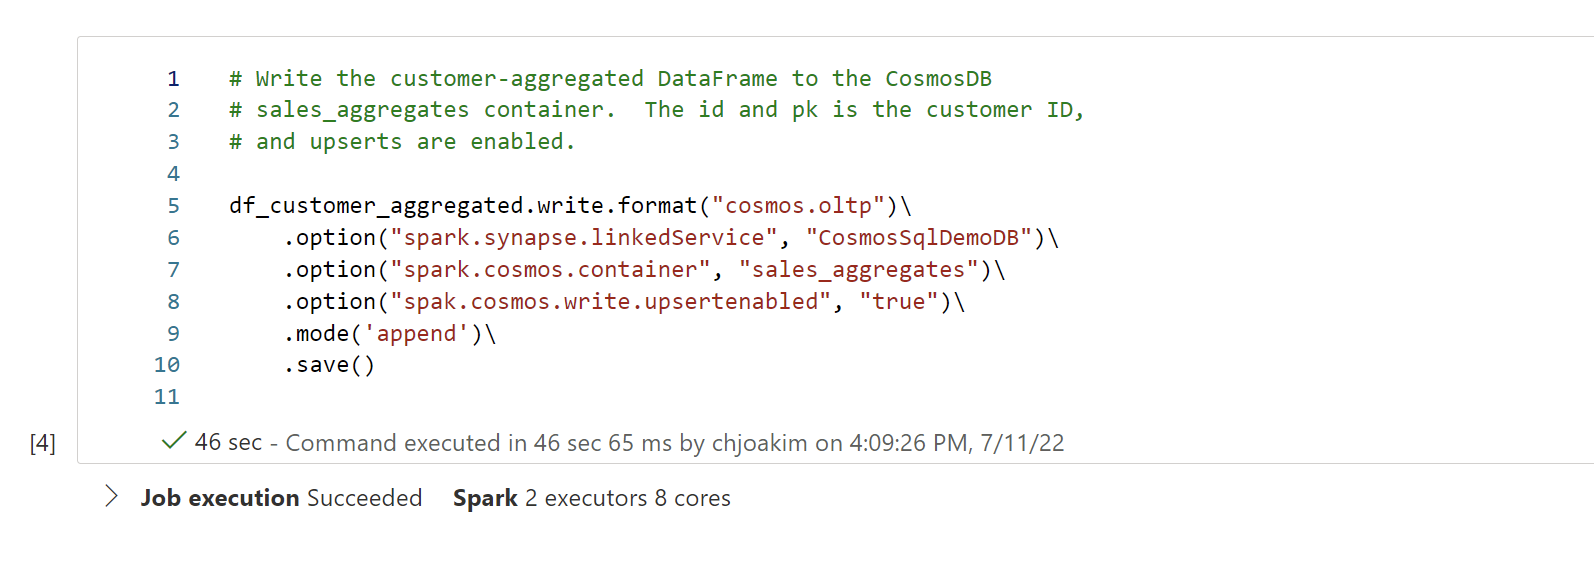 1 # Write the customer-aggregated DataFrame to the CosmosDB
2 # sales_aggregates container.  The id and pk is the customer ID,
3 # and upserts are enabled.
4
5 df_customer_aggregated.write.format("cosmos.oltp")\
6     .option("spark.synapse.linkedService", "CosmosSqlDemoDB")\
7     .option("spark.cosmos.container", "sales_aggregates")\
8     .option("spak.cosmos.write.upsertenabled", "true")\
9     .mode('append')\
10     .save()
11
[4] 46 sec - Command executed in 46 sec 65 ms by chjoakim on 4:09:26 PM, 7/11/22
Job execution Succeeded Spark 2 executors 8 cores